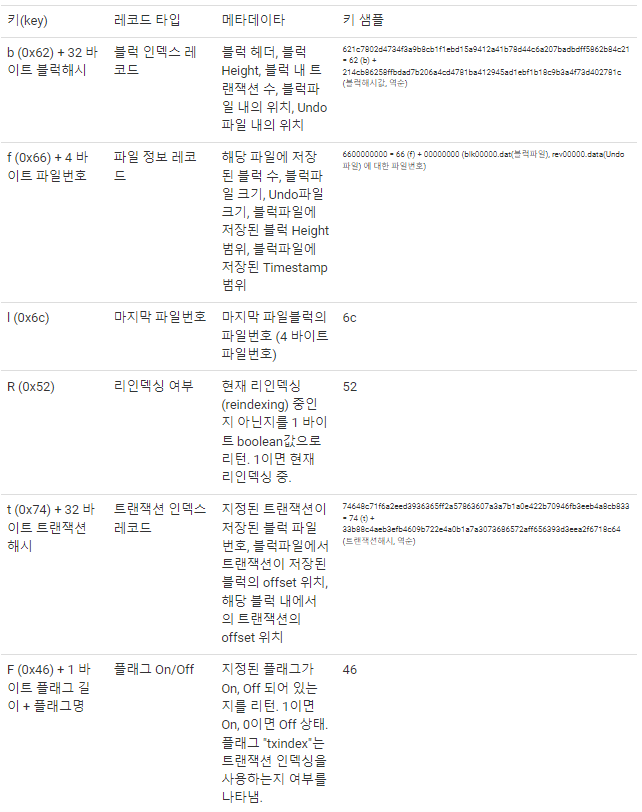 키(key)
레코드 타입
메타데이타
키 샘플
b (0x62) + 32 바
이트 블럭해시
블럭 인덱스 레
코드
블럭 헤더, 블럭
Height, 블럭 내 트
랜잭션 수, 블럭파
일 내의 위치, Undo
파일 내의 위치
621c7802d4734f3a9b8cb1f1ebd15a9412a41b78d44c6a207badbdff5862b84c21
= 62 (b) +
214cb86258ffbdad7b206a4cd4781ba412945ad1ebf1b18c9b3a4f73d402781c
(블럭해시값, 역순)
f (0x66) + 4 바
이트 파일번호
파일 정보 레코
드
해당 파일에 저장
된 블럭 수, 블럭파
일 크기, Undo파일
크기, 블럭파일에
저장된 블럭 Height
범위, 블럭파일에
저장된 Timestamp
범위
6600000000 = 66 (f) + 00000000 (blk00000.dat(블럭파일), rev00000.data(Undo
파일) 에 대한 파일번호)
l (0x6c)
마지막 파일번호
마지막 파일블럭의
파일번호 (4 바이트
파일번호)
6c
R (0x52)
리인덱싱 여부
현재 리인덱싱
(reindexing) 중인
지 아닌지를 1 바이
트 boolean값으로
리턴. 1이면 현재
리인덱싱 중.
52
t (0x74) + 32 바
이트 트랜잭션
해시
트랜잭션 인덱스
레코드
지정된 트랜잭션이
저장된 블럭 파일
번호, 블럭파일에서
트랜잭션이 저장된
블럭의 offset 위치,
해당 블럭 내에서
의 트랜잭션의
offset 위치
74648c71f6a2eed3936365ff2a57863607a3a7b1a0e422b70946fb3eeb4a8cb833
= 74 (t) +
33b88c4aeb3efb4609b722e4a0b1a7a3073686572aff656393d3eea2f6718c64
(트랜잭션해시, 역순)
F (0x46) + 1 바
이트 플래그 길
이 + 플래그명
플래그 On/Off
지정된 플래그가
On, Off 되어 있는
지를 리턴. 1이면
On, 0이면 Off 상태.
플래그 "txindex"는
트랜잭션 인덱싱을
사용하는지 여부를
나타냄.
46